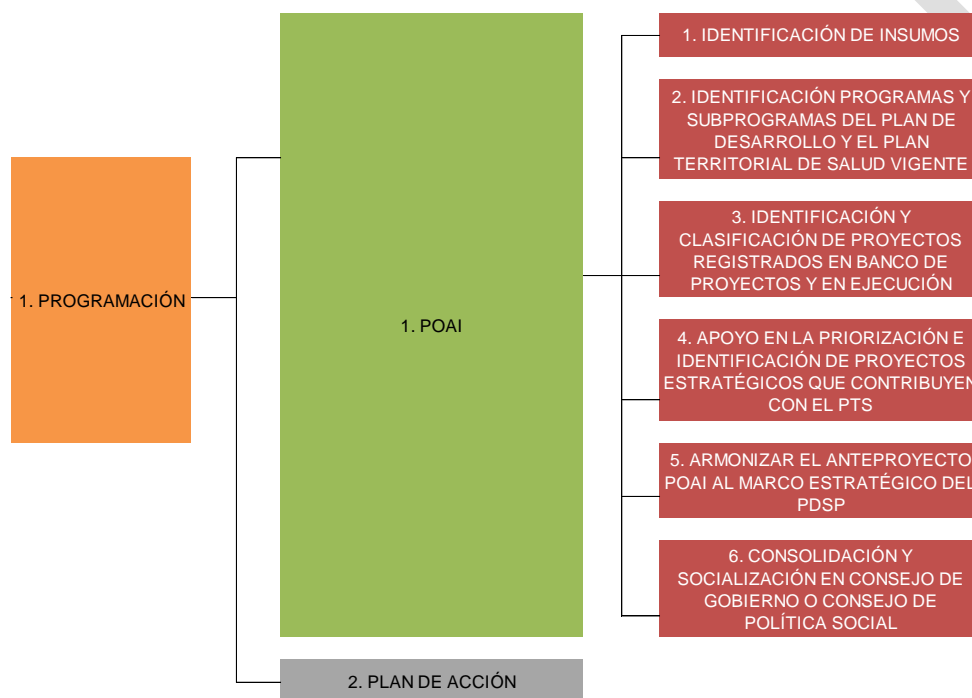 1. PROGRAMACIÓN
1. POAI
2. PLAN DE ACCIÓN
1. IDENTIFICACIÓN DE INSUMOS
2. IDENTIFICACIÓN PROGRAMAS Y
SUBPROGRAMAS DEL PLAN DE
DESARROLLO Y EL PLAN
TERRITORIAL DE SALUD VIGENTE
3. IDENTIFICACIÓN Y
CLASIFICACIÓN DE PROYECTOS
REGISTRADOS EN BANCO DE
PROYECTOS Y EN EJECUCIÓN
4. APOYO EN LA PRIORIZACIÓN E
IDENTIFICACIÓN DE PROYECTOS
ESTRATÉGICOS QUE CONTRIBUYEN
CON EL PTS
5. ARMONIZAR EL ANTEPROYECTO
POAI AL MARCO ESTRATÉGICO DEL
PDSP
6. CONSOLIDACIÓN Y
SOCIALIZACIÓN EN CONSEJO DE
GOBIERNO O CONSEJO DE
POLÍTICA SOCIAL